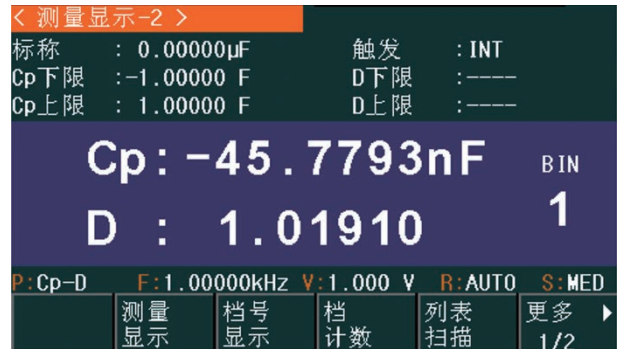 < 测量显示-2 >
标称 : 0.00000μF 触发 :INT
Cp下限 :-1.00000 F D下限 :----
Cp上限 : 1.00000 F D上限 :----
Cp:-45.7793nF BIN
D : 1.01910 1
P:Cp-D F:1.00000kHz V:1.000 V R:AUTO S:MED
测量 档号 档 列表 更多
显示 显示 计数 扫描 1/2